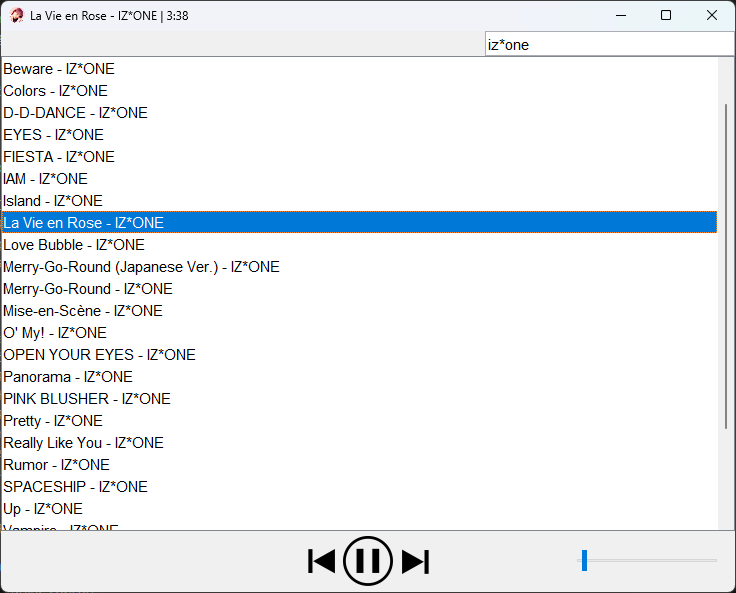 La Vie en Rose - IZ*ONE | 3:38
iz*one
Beware - IZ*ONE
Colors - IZ*ONE
D-D-DANCE - IZ*ONE
EYES - IZ*ONE
FIESTA - IZ*ONE
IAM - IZ*ONE
Island - IZ*ONE
La Vie en Rose - IZ*ONE
Love Bubble - IZ*ONE
Merry-Go-Round (Japanese Ver.) - IZ*ONE
Merry-Go-Round - IZ*ONE
Mise-en-Scène - IZ*ONE
O' My! - IZ*ONE
OPEN YOUR EYES - IZ*ONE
Panorama - IZ*ONE
PINK BLUSHER - IZ*ONE
Pretty - IZ*ONE
Really Like You - IZ*ONE
Rumor - IZ*ONE
SPACESHIP - IZ*ONE
Up - IZ*ONE
Vampire - IZ*ONE